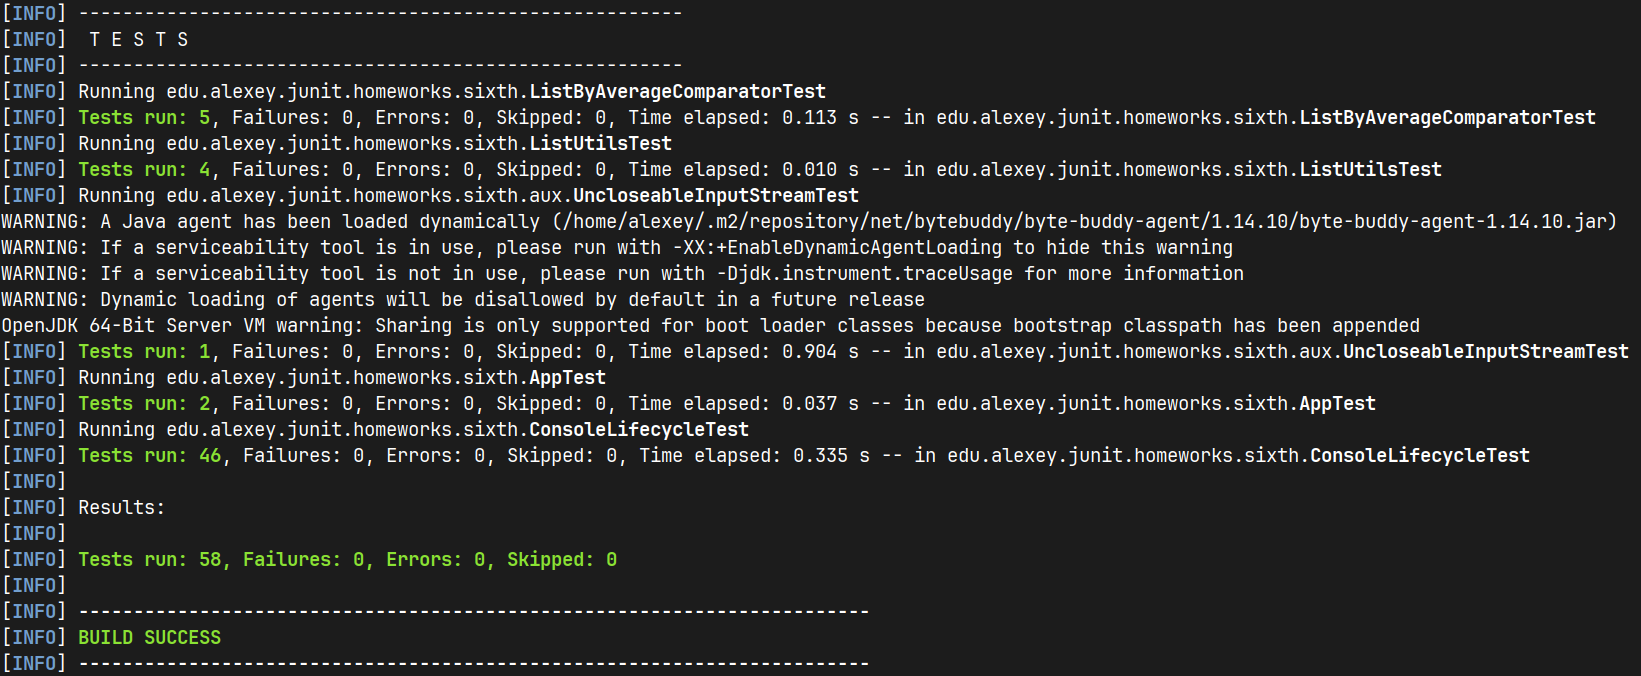 [INFO] -------------------------------------------------------
[INFO]  T E S T S
[INFO] -------------------------------------------------------
[INFO] Running edu.alexey.junit.homeworks.sixth.ListByAverageComparatorTest
[INFO] Tests run: 5, Failures: 0, Errors: 0, Skipped: 0, Time elapsed: 0.113 s -- in edu.alexey.junit.homeworks.sixth.ListByAverageComparatorTest
[INFO] Running edu.alexey.junit.homeworks.sixth.ListUtilsTest
[INFO] Tests run: 4, Failures: 0, Errors: 0, Skipped: 0, Time elapsed: 0.010 s -- in edu.alexey.junit.homeworks.sixth.ListUtilsTest
[INFO] Running edu.alexey.junit.homeworks.sixth.aux.UncloseableInputStreamTest
WARNING: A Java agent has been loaded dynamically (/home/alexey/.m2/repository/net/bytebuddy/byte-buddy-agent/1.14.10/byte-buddy-agent-1.14.10.jar)
WARNING: If a serviceability tool is in use, please run with -XX:+EnableDynamicAgentLoading to hide this warning
WARNING: If a serviceability tool is not in use, please run with -Djdk.instrument.traceUsage for more information
WARNING: Dynamic loading of agents will be disallowed by default in a future release
OpenJDK 64-Bit Server VM warning: Sharing is only supported for boot loader classes because bootstrap classpath has been appended
[INFO] Tests run: 1, Failures: 0, Errors: 0, Skipped: 0, Time elapsed: 0.904 s -- in edu.alexey.junit.homeworks.sixth.aux.UncloseableInputStreamTest
[INFO] Running edu.alexey.junit.homeworks.sixth.AppTest
[INFO] Tests run: 2, Failures: 0, Errors: 0, Skipped: 0, Time elapsed: 0.037 s -- in edu.alexey.junit.homeworks.sixth.AppTest
[INFO] Running edu.alexey.junit.homeworks.sixth.ConsoleLifecycleTest
[INFO] Tests run: 46, Failures: 0, Errors: 0, Skipped: 0, Time elapsed: 0.335 s -- in edu.alexey.junit.homeworks.sixth.ConsoleLifecycleTest
[INFO]
[INFO] Results:
[INFO]
[INFO] Tests run: 58, Failures: 0, Errors: 0, Skipped: 0
[INFO]
[INFO] ------------------------------------------------------------------------
[INFO] BUILD SUCCESS
[INFO] ------------------------------------------------------------------------